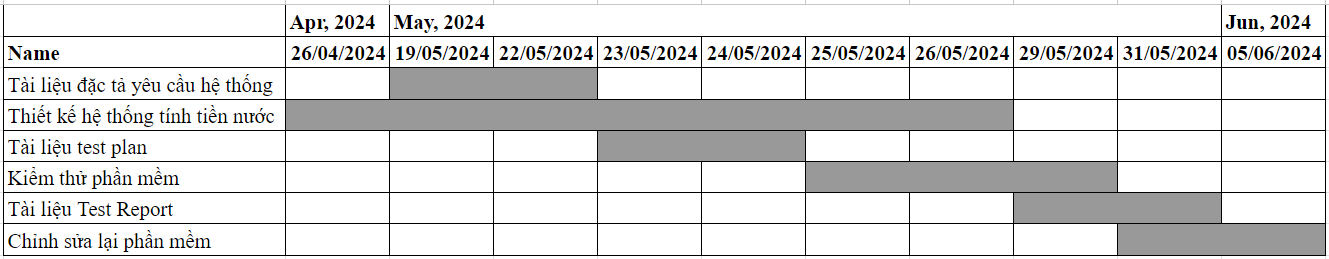 Apr, 2024 May, 2024 Jun, 2024
Name 26/04/2024 19/05/2024 22/05/2024 23/05/2024 24/05/2024 25/05/2024 26/05/2024 29/05/2024 31/05/2024 05/06/2024
Tài liệu đặc tả yêu cầu hệ thống
Thiết kế hệ thống tính tiền nước
Tài liệu test plan
Kiểm thử phần mềm
Tài liệu Test Report
Chỉnh sửa lại phần mềm